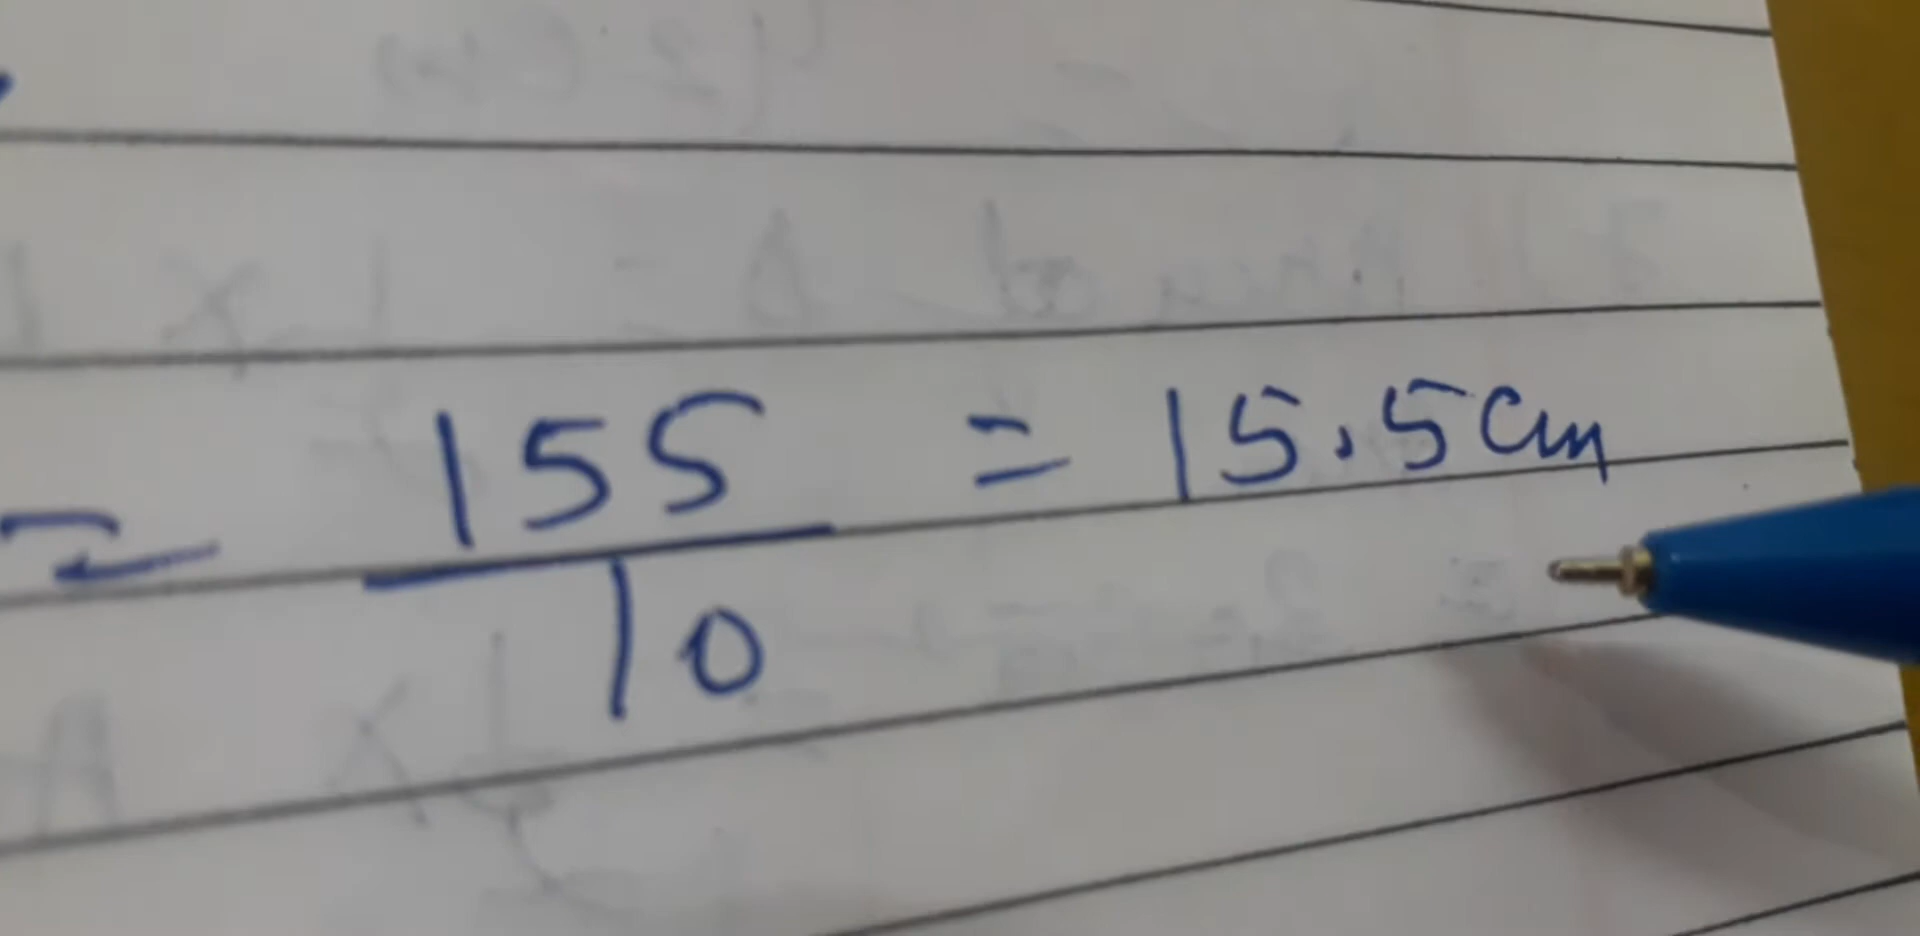 = 155/10 = 15.5cm